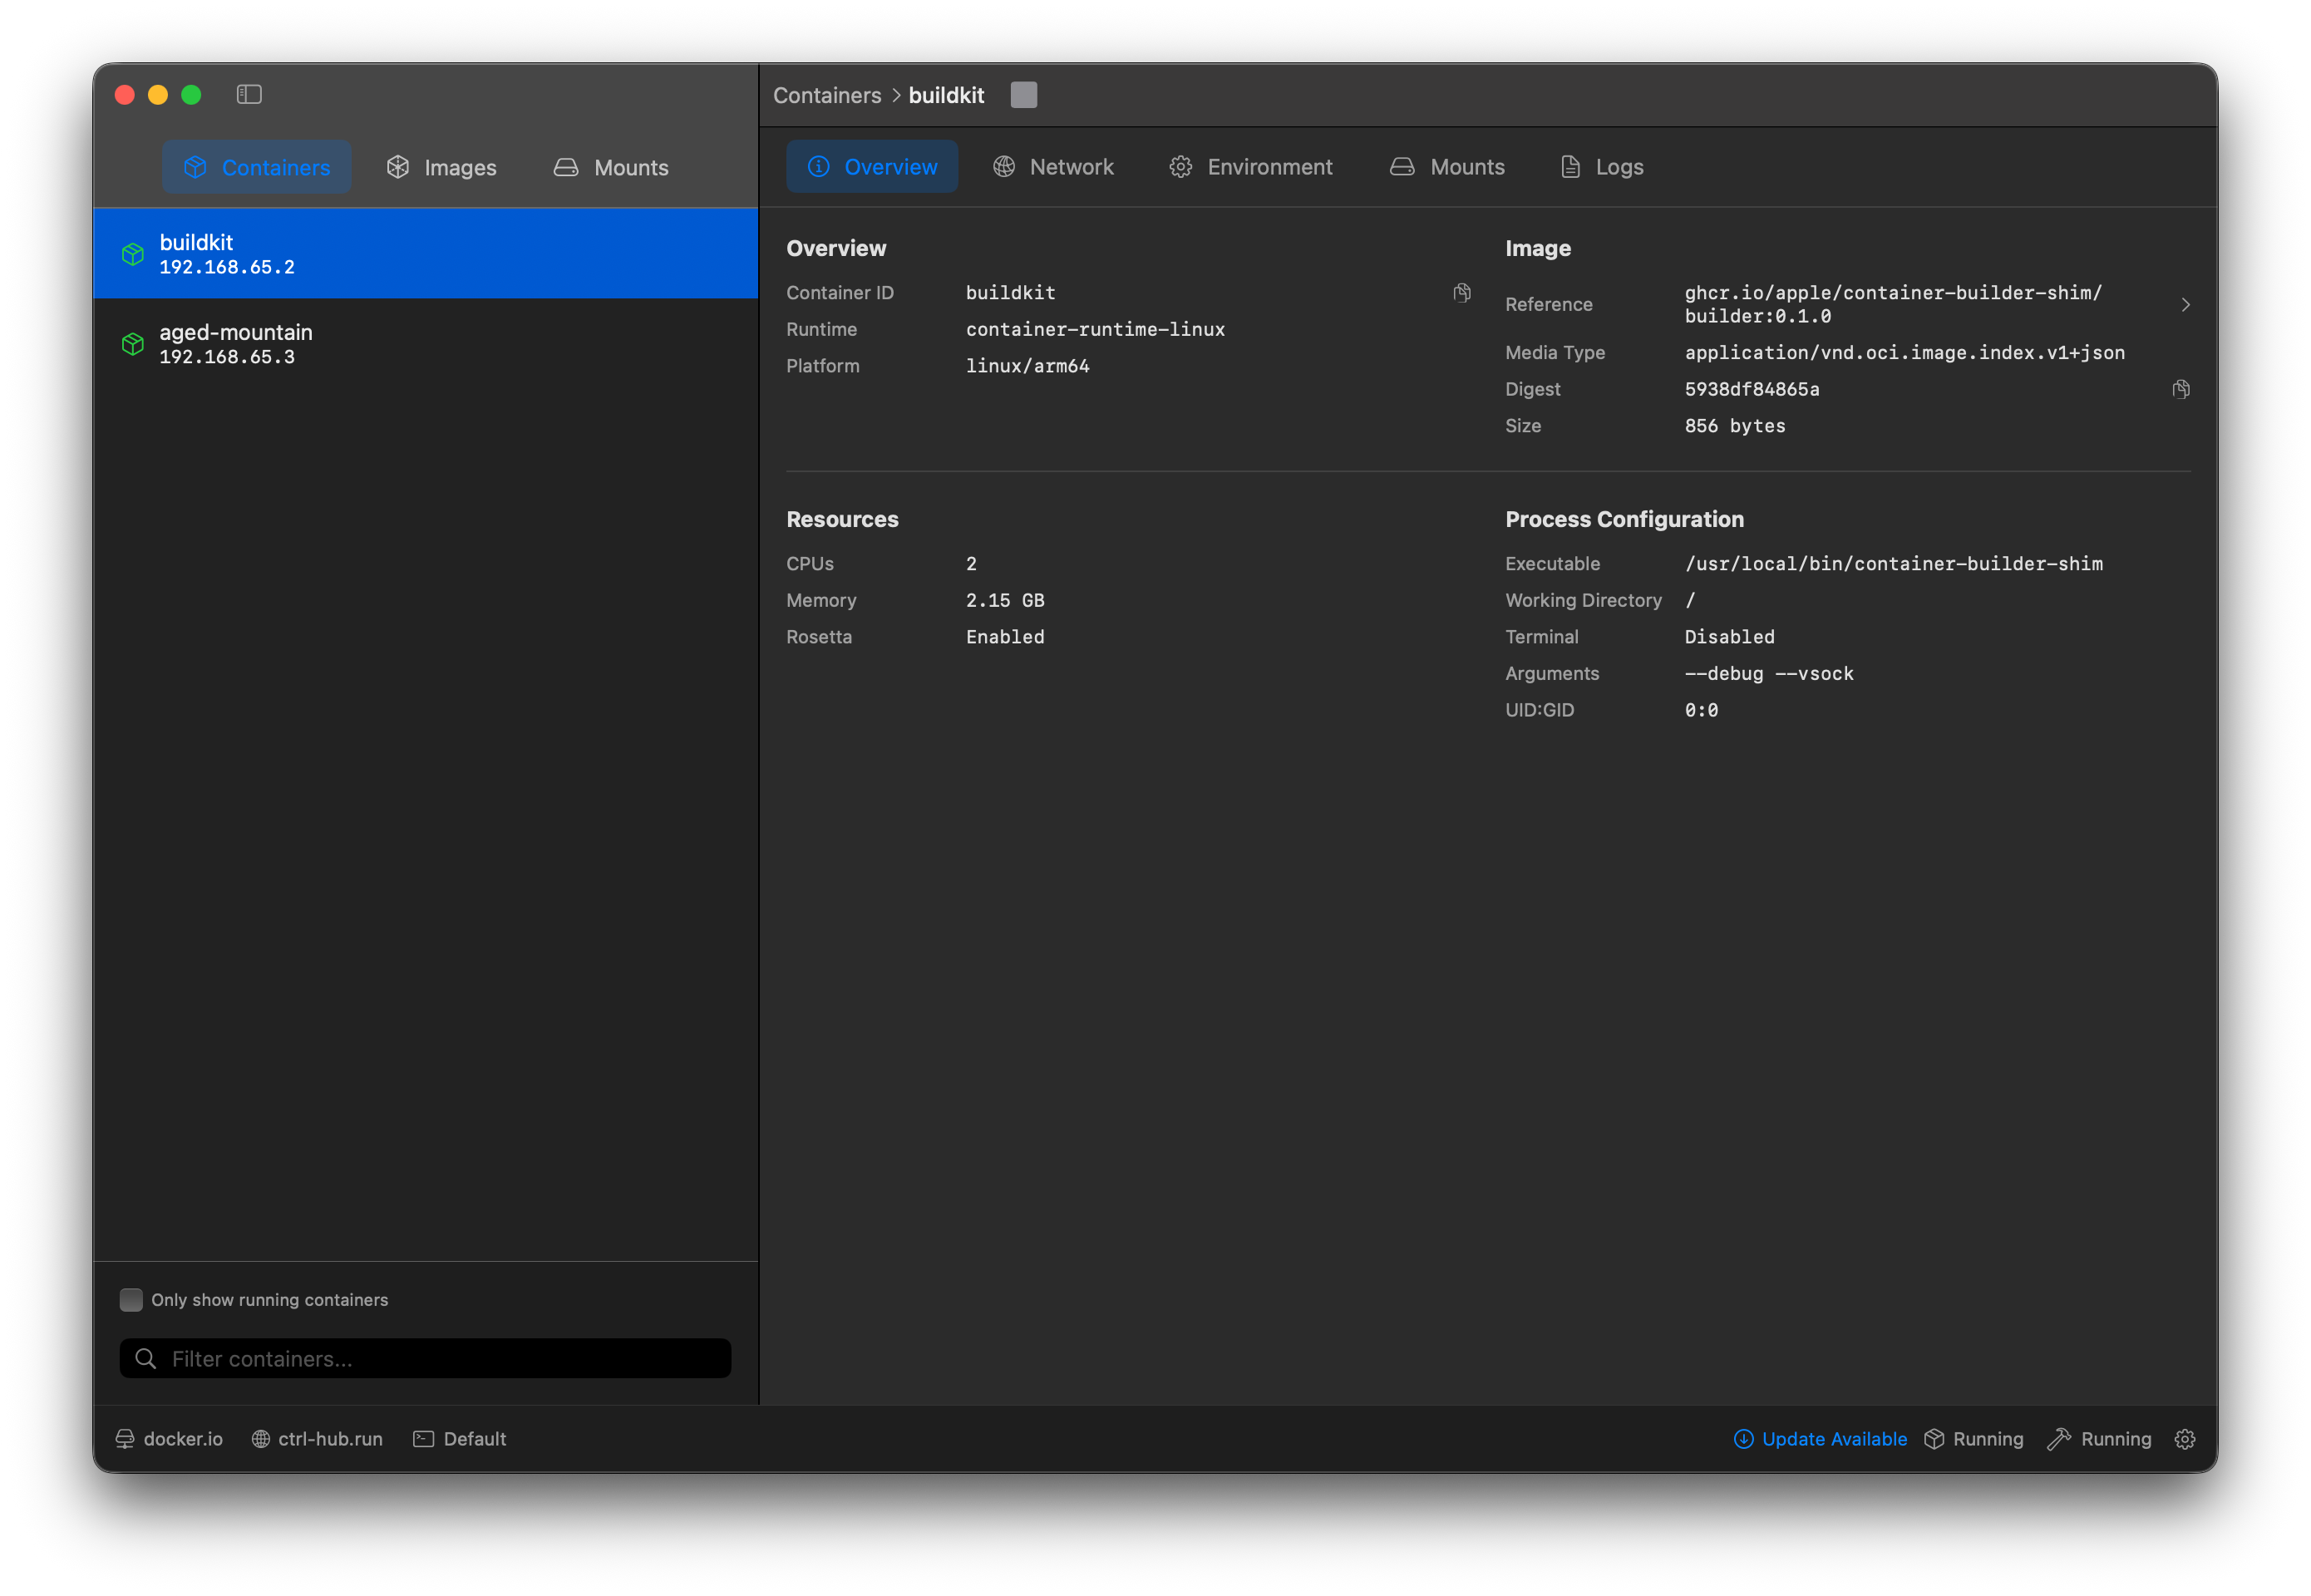 Containers > buildkit
Containers Images Mounts
buildkit
192.168.65.2
aged-mountain
192.168.65.3
Only show running containers
Filter containers...
Overview Network Environment Mounts Logs
Overview
Container ID buildkit
Runtime container-runtime-linux
Platform linux/arm64
Image
Reference ghcr.io/apple/container-builder-shim/
builder:0.1.0
Media Type application/vnd.oci.image.index.v1+json
Digest 5938df84865a
Size 856 bytes
Resources
CPUs 2
Memory 2.15 GB
Rosetta Enabled
Process Configuration
Executable /usr/local/bin/container-builder-shim
Working Directory /
Terminal Disabled
Arguments --debug --vsock
UID:GID 0:0
docker.io ctrl-hub.run Default Update Available Running Running